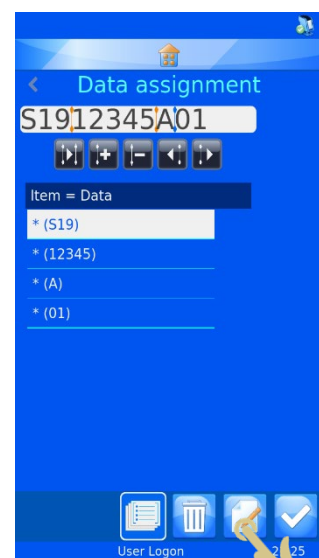 Data assignment
S1912345A01
Item = Data
* (S19)
* (12345)
* (A)
* (01)
User Logon